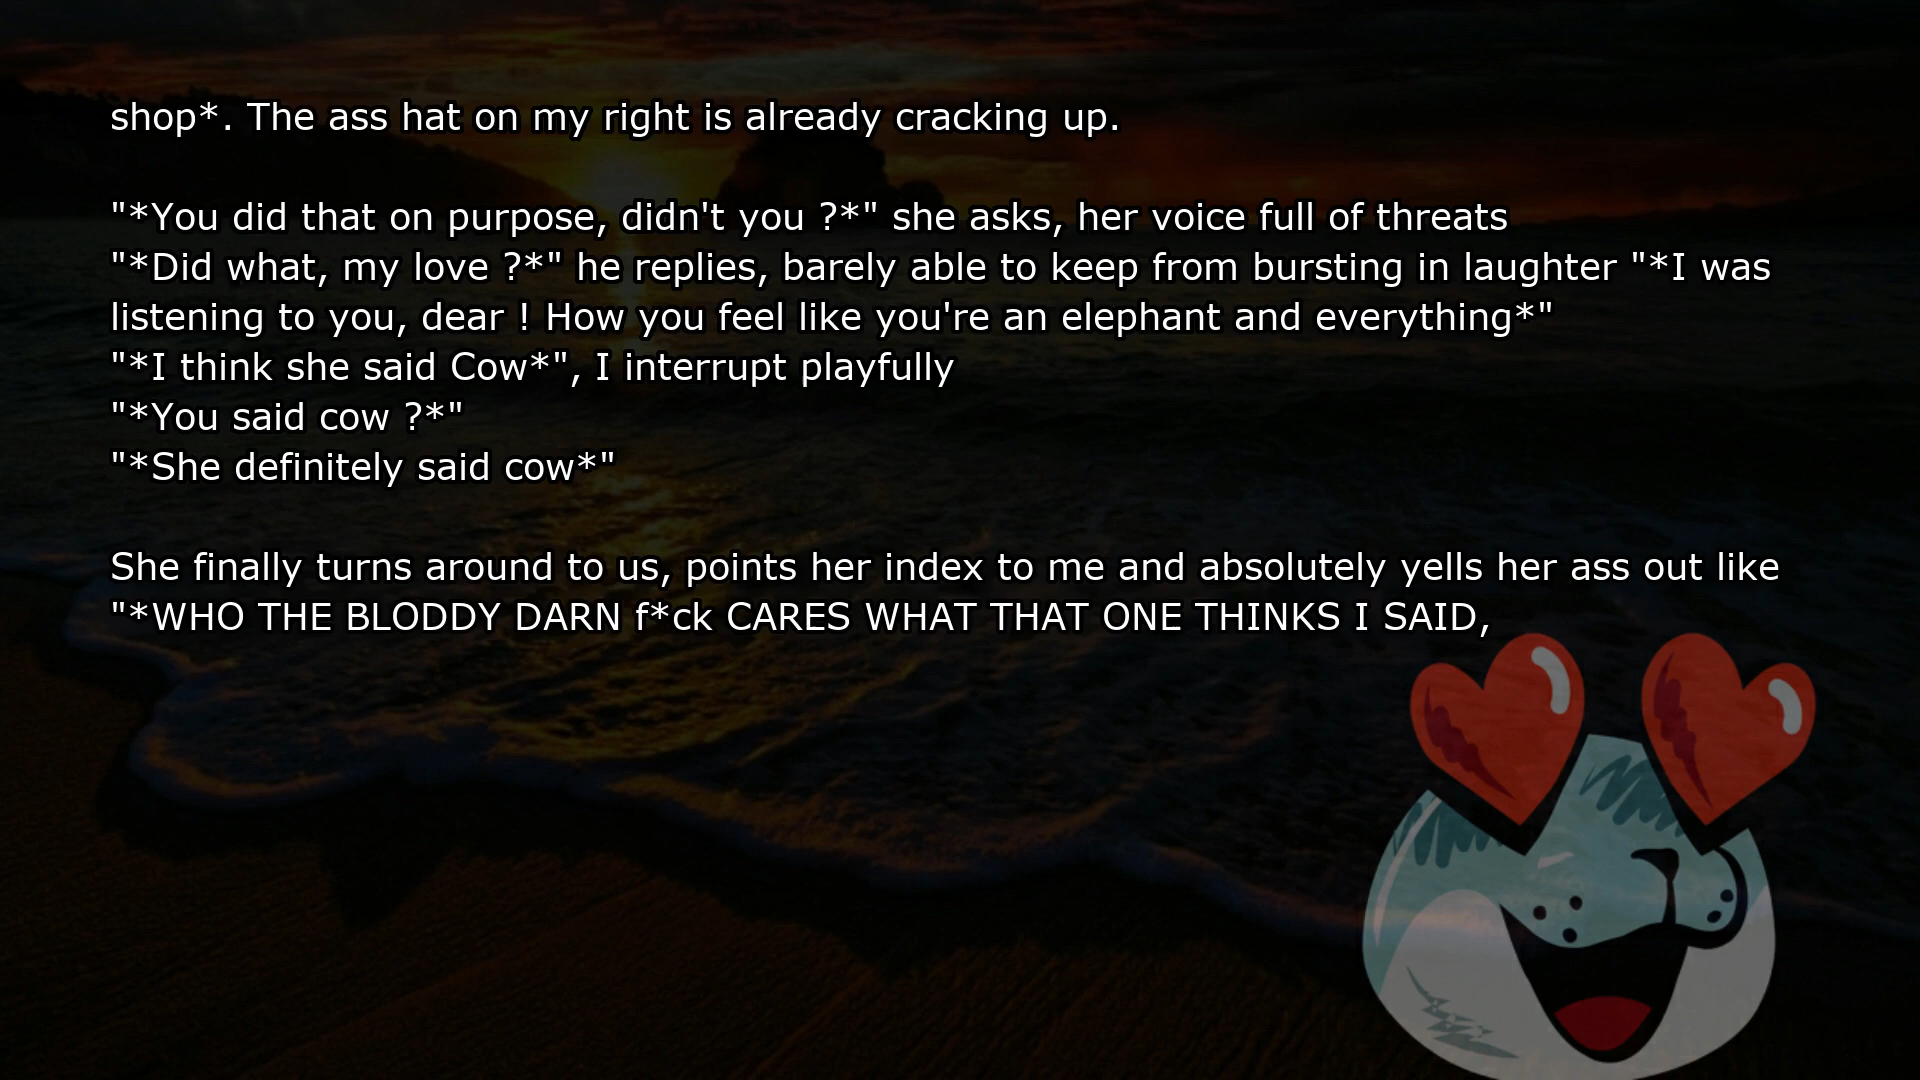 shop*. The ass hat on my right is already cracking up.
"*You did that on purpose, didn't you ?*" she asks, her voice full of threats
"*Did what, my love ?*" he replies, barely able to keep from bursting in laughter "*I was
listening to you, dear ! How you feel like you're an elephant and everything*"
"*I think she said Cow*", I interrupt playfully
"*You said cow ?*"
"*She definitely said cow*"
She finally turns around to us, points her index to me and absolutely yells her ass out like
"*WHO THE BLODDY DARN f*ck CARES WHAT THAT ONE THINKS I SAID,